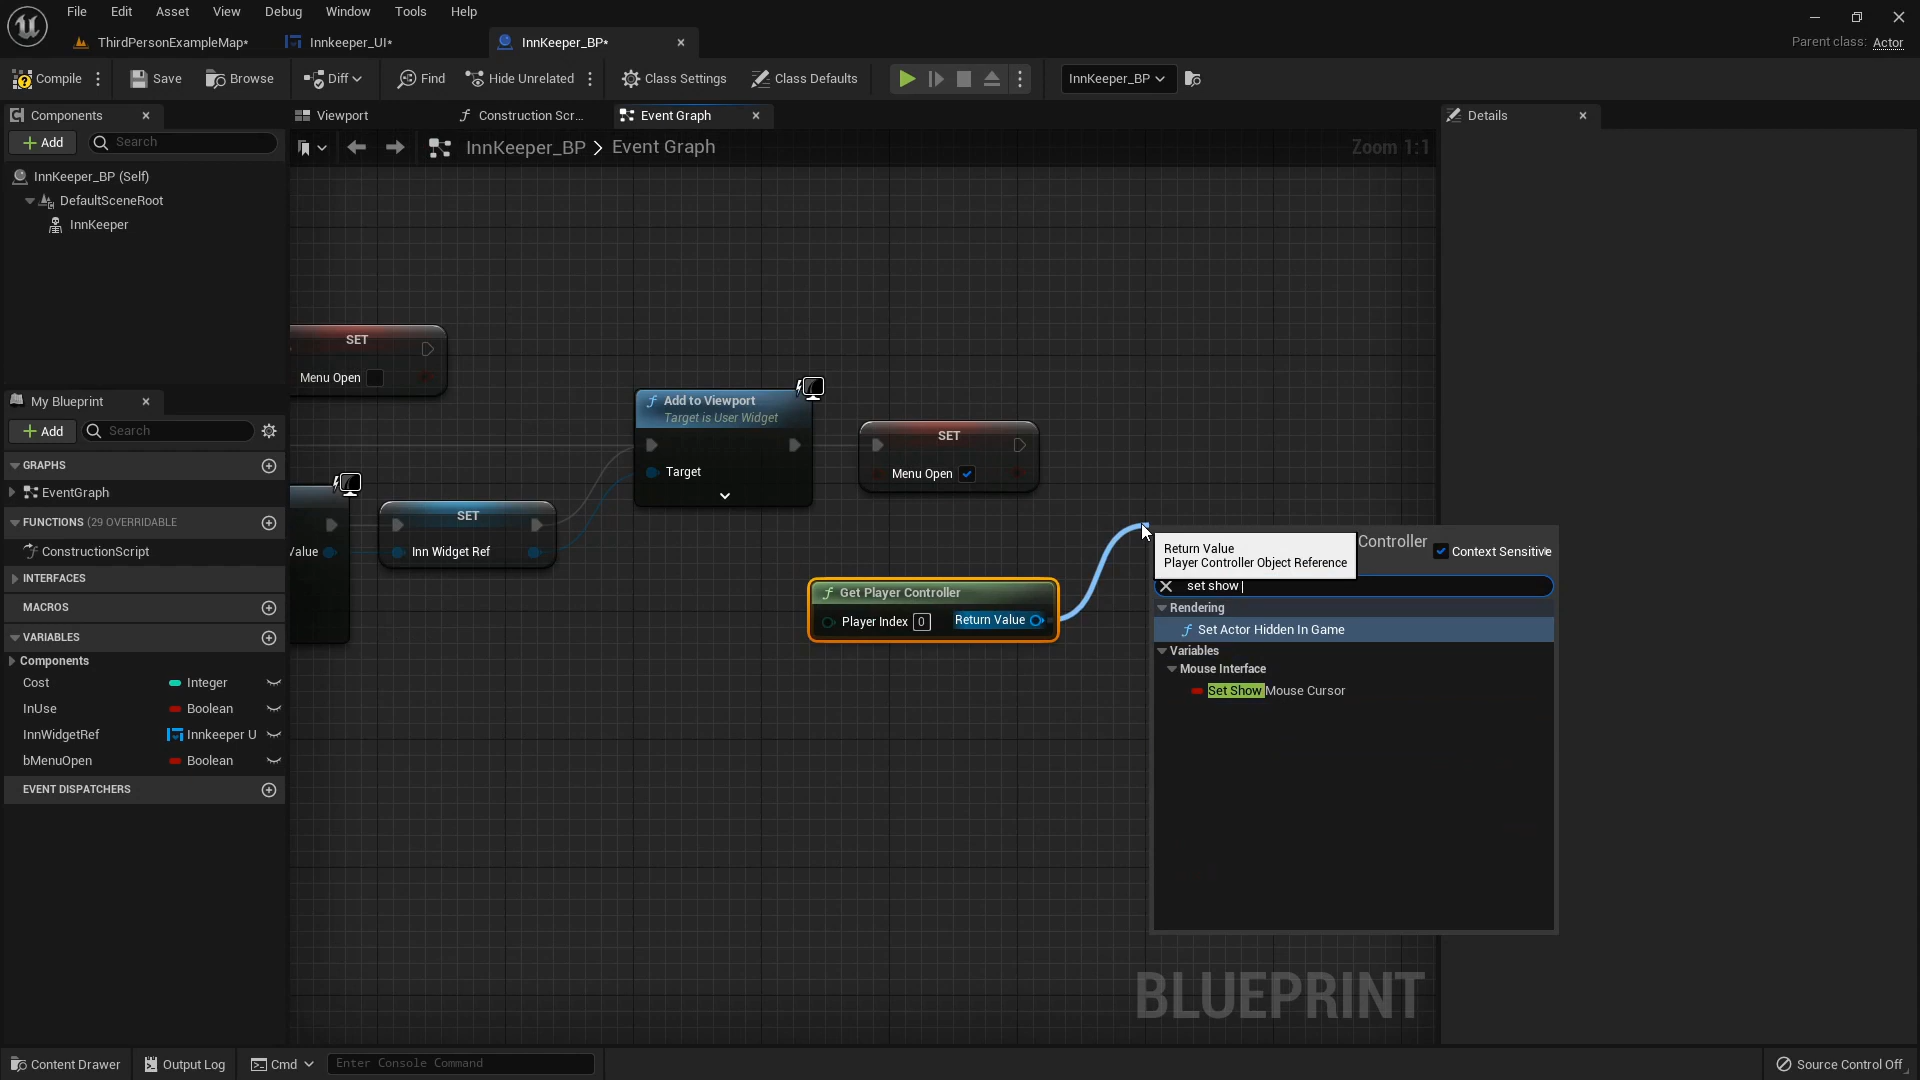 File Edit Asset View Debug Window Tools Help
ThirdPersonExampleMap* Innkeeper_UI* InnKeeper_BP*
Parent class: Actor
Compile Save Browse Diff Find Hide Unrelated Class Settings Class Defaults InnKeeper_BP
Components Viewport Construction Scr... Event Graph Details
Add Search
InnKeeper_BP > Event Graph Zoom 1:1
InnKeeper_BP (Self)
DefaultSceneRoot
InnKeeper
SET
Menu Open
Add to Viewport
Target is User Widget
Target
SET
Menu Open
SET
Inn Widget Ref
Value
Get Player Controller
Player Index 0 Return Value
Return Value
Player Controller Object Reference
Controller
Context Sensitive
set show
Rendering
Set Actor Hidden In Game
Variables
Mouse Interface
Set Show Mouse Cursor
My Blueprint
Add Search
GRAPHS
EventGraph
FUNCTIONS (29 OVERRIDABLE
ConstructionScript
INTERFACES
MACROS
VARIABLES
Components
Cost Integer
InUse Boolean
InnWidgetRef Innkeeper U
bMenuOpen Boolean
EVENT DISPATCHERS
BLUEPRINT
Content Drawer Output Log Cmd Enter Console Command Source Control Off